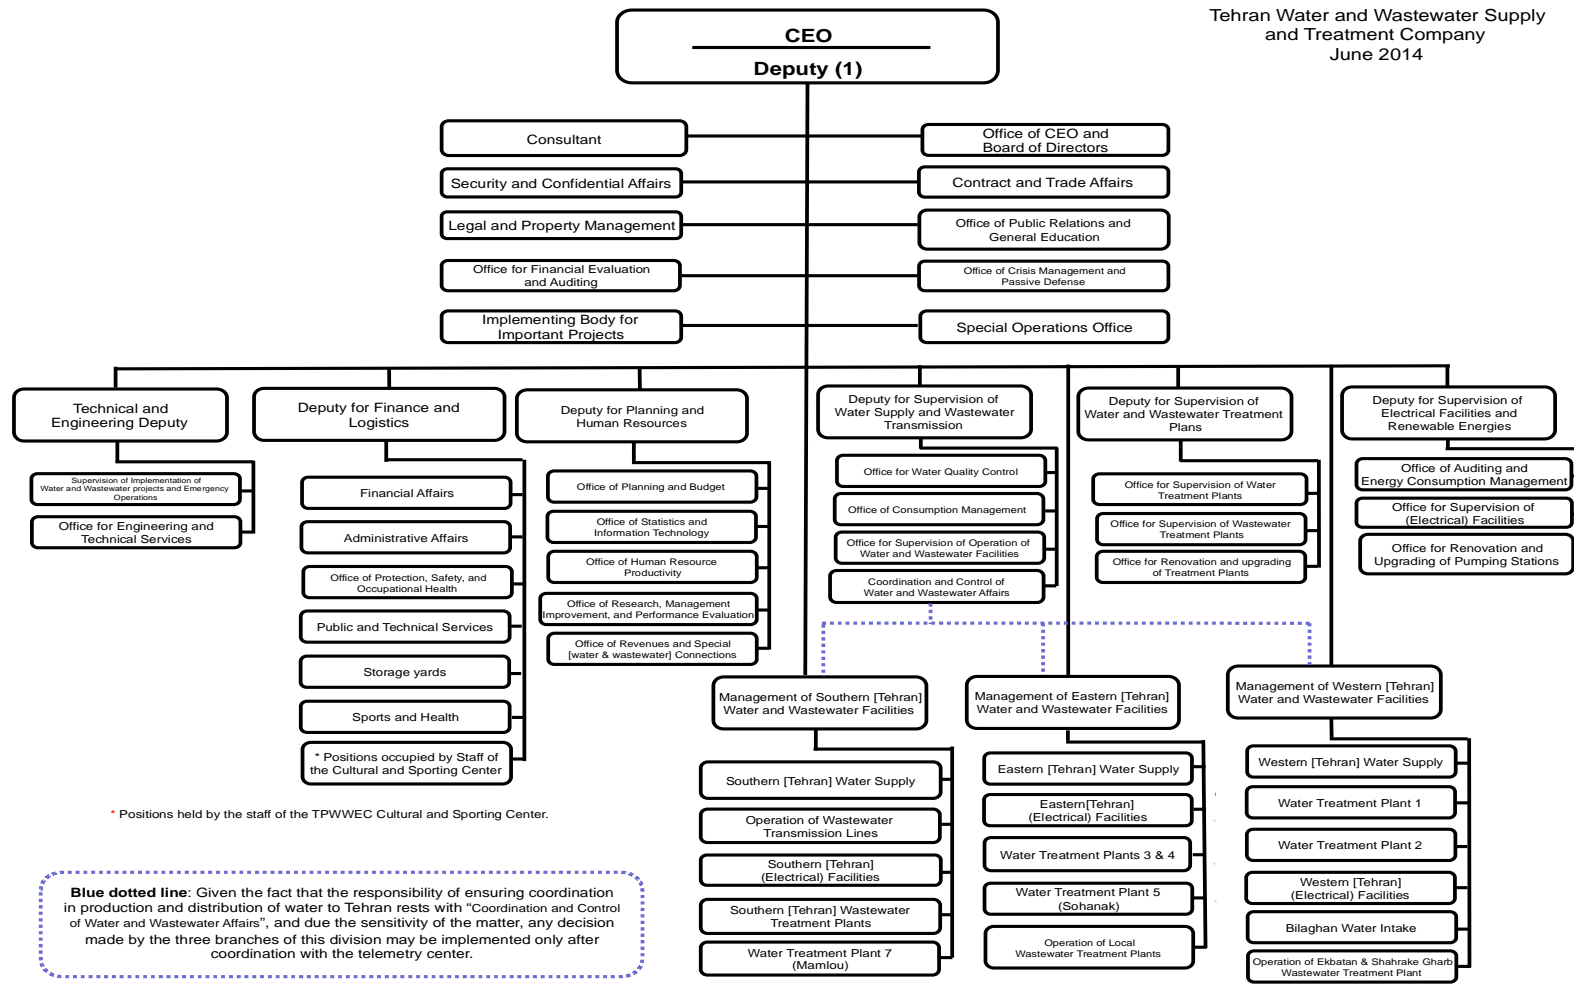 Tehran Water and Wastewater Supply
and Treatment Company
June 2014
CEO
Deputy (1)
Consultant
Office of CEO and
Board of Directors
Security and Confidential Affairs
Contract and Trade Affairs
Legal and Property Management
Office of Public Relations and
General Education
Office for Financial Evaluation
and Auditing
Office of Crisis Management and
Passive Defense
Implementing Body for
Important Projects
Special Operations Office
Technical and
Engineering Deputy
Supervision of Implementation of
Water and Wastewater projects and Emergency
Operations
Office for Engineering and
Technical Services
Deputy for Finance and
Logistics
Financial Affairs
Administrative Affairs
Office of Protection, Safety, and
Occupational Health
Public and Technical Services
Storage yards
Sports and Health
* Positions occupied by Staff of
the Cultural and Sporting Center
Deputy for Planning and
Human Resources
Office of Planning and Budget
Office of Statistics and
Information Technology
Office of Human Resource
Productivity
Office of Research, Management
Improvement, and Performance Evaluation
Office of Revenues and Special
[water & wastewater] Connections
Deputy for Supervision of
Water Supply and Wastewater
Transmission
Office for Water Quality Control
Office of Consumption Management
Office for Supervision of Operation of
Water and Wastewater Facilities
Coordination and Control of
Water and Wastewater Affairs
Deputy for Supervision of
Water and Wastewater Treatment
Plans
Office for Supervision of Water
Treatment Plants
Office for Supervision of Wastewater
Treatment Plants
Office for Renovation and upgrading
of Treatment Plants
Deputy for Supervision of
Electrical Facilities and
Renewable Energies
Office of Auditing and
Energy Consumption Management
Office for Supervision of
(Electrical) Facilities
Office for Renovation and
Upgrading of Pumping Stations
Management of Southern [Tehran]
Water and Wastewater Facilities
Southern [Tehran] Water Supply
Operation of Wastewater
Transmission Lines
Southern [Tehran]
(Electrical) Facilities
Southern [Tehran] Wastewater
Treatment Plants
Water Treatment Plant 7
(Mamlou)
Management of Eastern [Tehran]
Water and Wastewater Facilities
Eastern [Tehran] Water Supply
Eastern[Tehran]
(Electrical) Facilities
Water Treatment Plants 3 & 4
Water Treatment Plant 5
(Sohanak)
Operation of Local
Wastewater Treatment Plants
Management of Western [Tehran]
Water and Wastewater Facilities
Western [Tehran] Water Supply
Water Treatment Plant 1
Water Treatment Plant 2
Western [Tehran]
(Electrical) Facilities
Bilaghan Water Intake
Operation of Ekbatan & Shahrake Gharb
Wastewater Treatment Plant
* Positions held by the staff of the TPWWEC Cultural and Sporting Center.
Blue dotted line: Given the fact that the responsibility of ensuring coordination
in production and distribution of water to Tehran rests with “Coordination and Control
of Water and Wastewater Affairs”, and due the sensitivity of the matter, any decision
made by the three branches of this division may be implemented only after
coordination with the telemetry center.